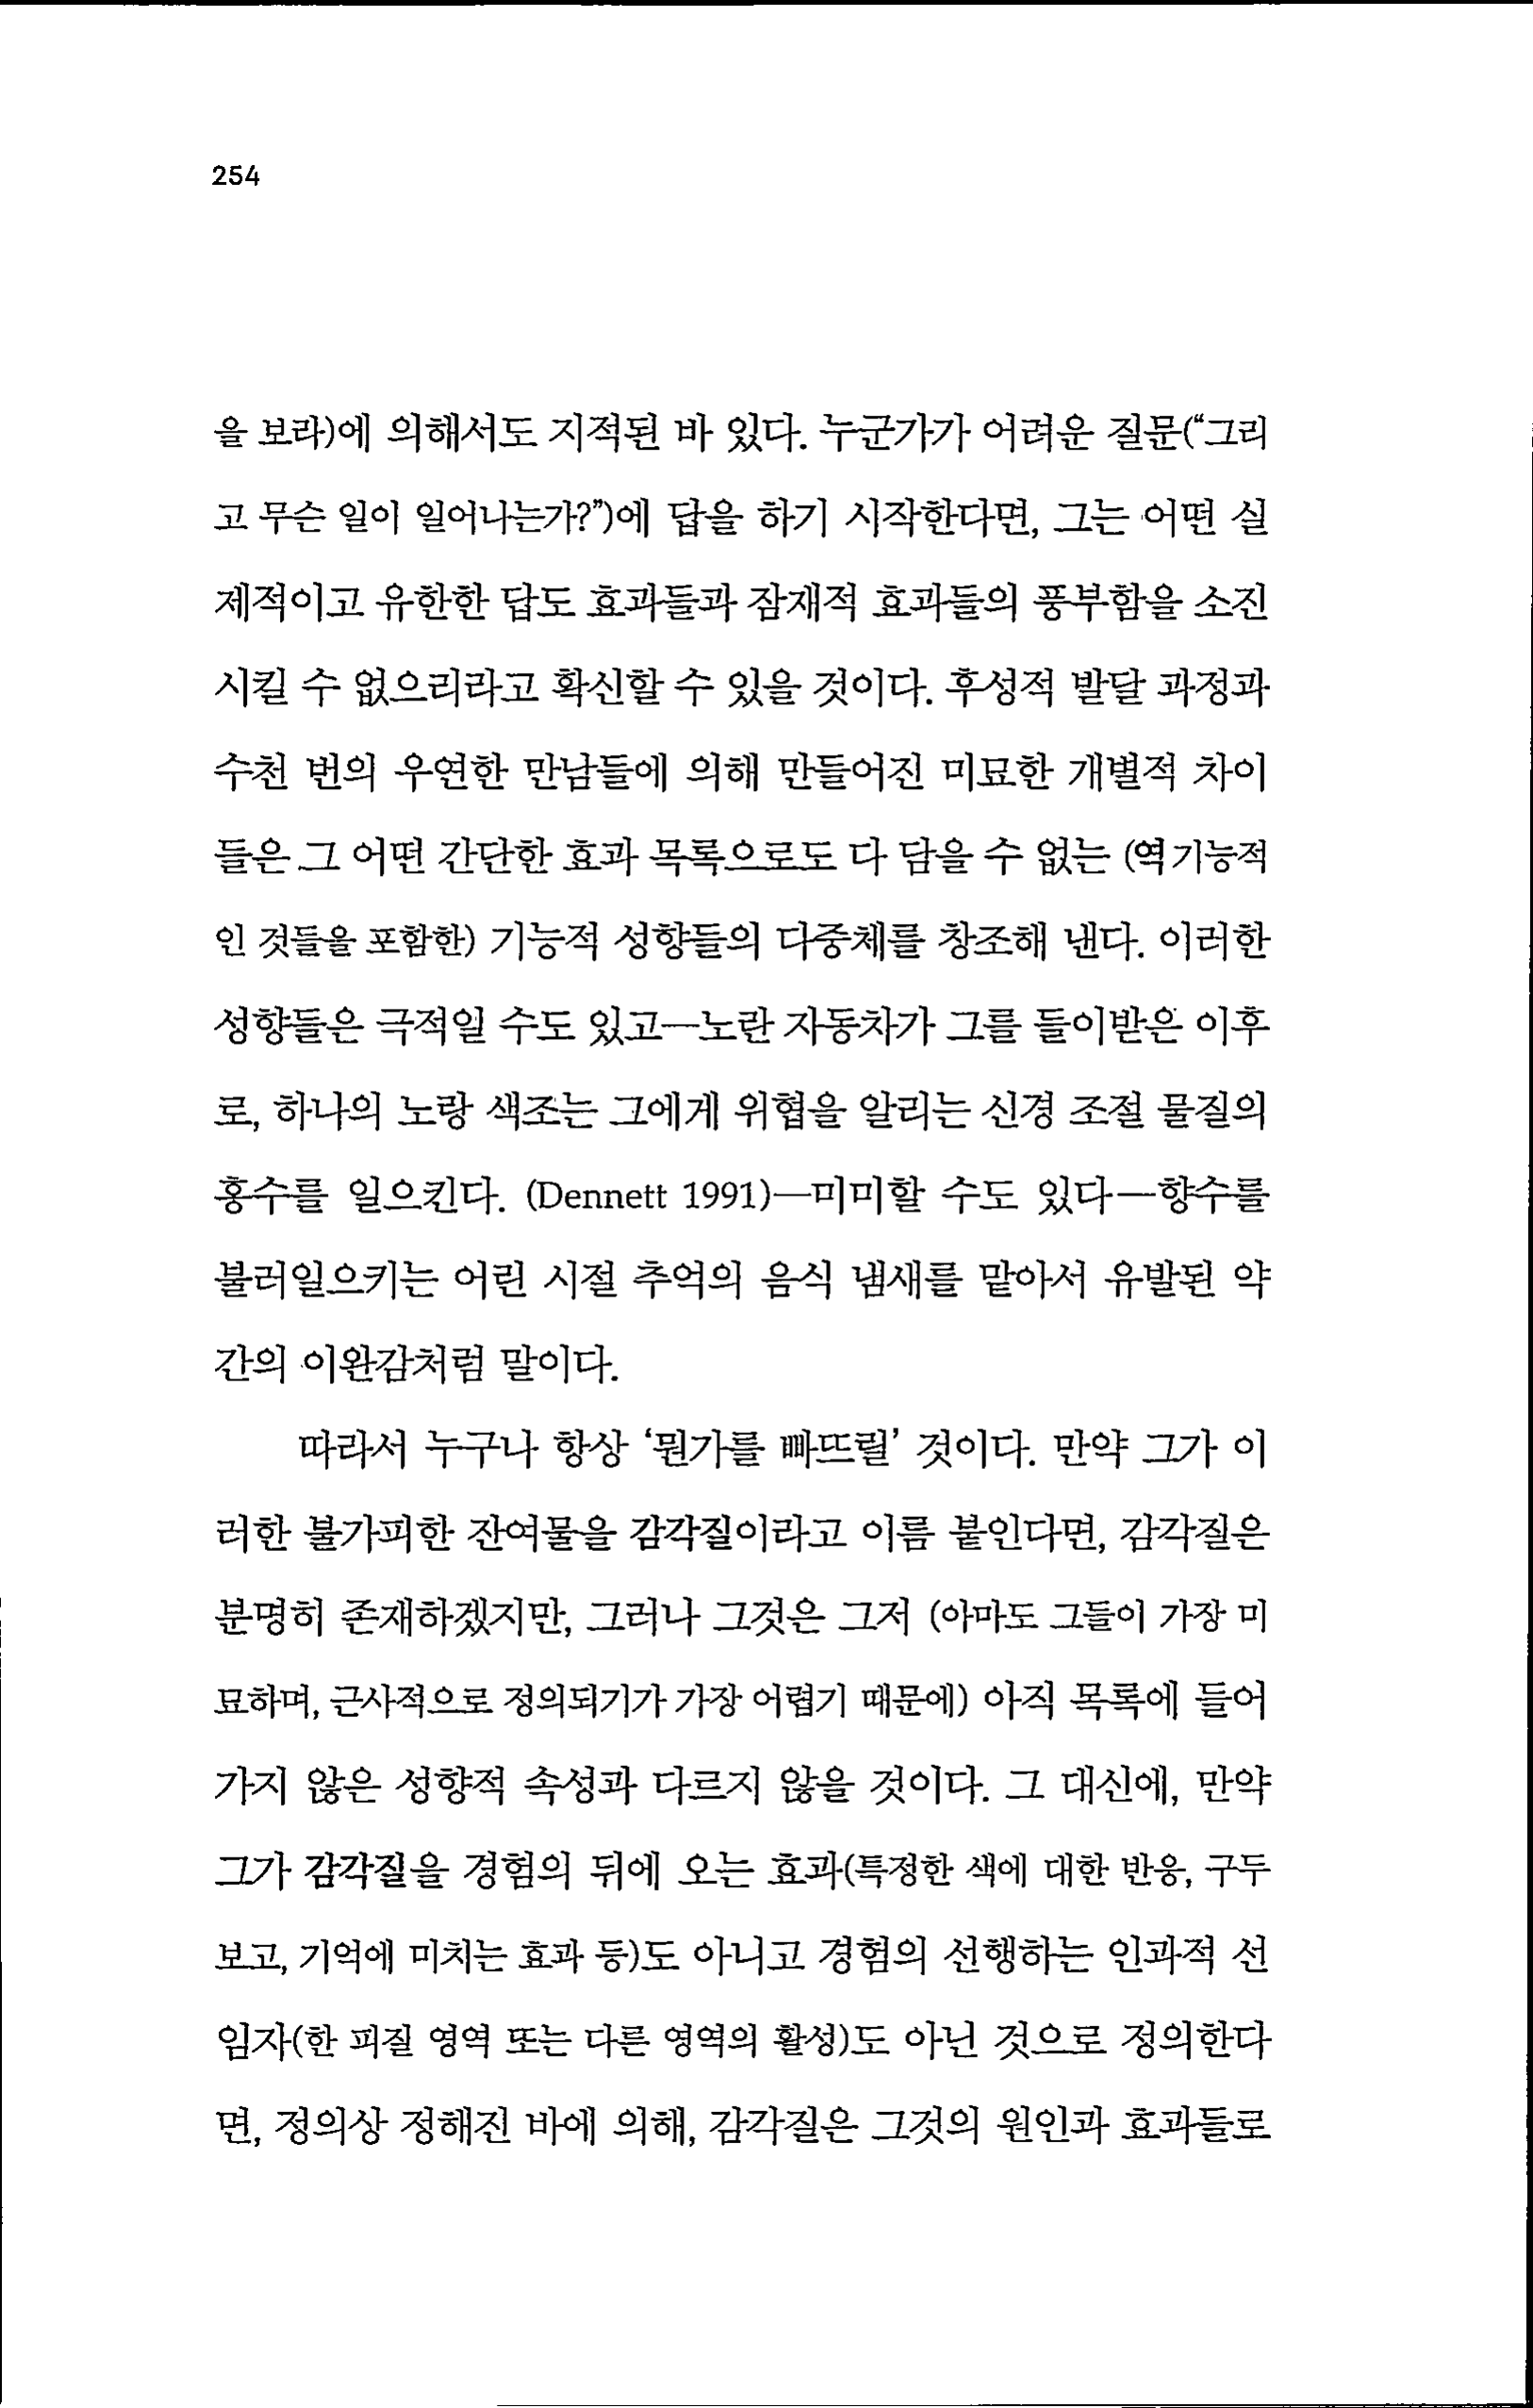 254
을 보라)에 의해서도 지적된 바 있다. 누군가가 어려운 질문(“그리
고 무슨 일이 일어나는가?”)에 답을 하기 시작한다면, 그는 어떤 실
제적이고 유한한 답도 효과들과 잠재적 효과들의 풍부함을 소진
시킬 수 없으리라고 확신할 수 있을 것이다. 후성적 발달 과정과
수천 번의 우연한 만남들에 의해 만들어진 미묘한 개별적 차이
들은 그 어떤 간단한 효과 목록으로도 다 담을 수 없는 (역기능적
인 것들을 포함한) 기능적 성향들의 다중체를 창조해 낸다. 이러한
성향들은 극적일 수도 있고—노란 자동차가 그를 들이받은 이후
로, 하나의 노랑 색조는 그에게 위협을 알리는 신경 조절 물질의
홍수를 일으킨다. (Dennett 1991)—미미할 수도 있다—향수를
불러일으키는 어린 시절 추억의 음식 냄새를 맡아서 유발된 약
간의 이완감처럼 말이다.
따라서 누구나 항상 ‘뭔가를 빠뜨릴’ 것이다. 만약 그가 이
러한 불가피한 잔여물을 감각질이라고 이름 붙인다면, 감각질은
분명히 존재하겠지만, 그러나 그것은 그저 (아마도 그들이 가장 미
묘하며, 근사적으로 정의되기가 가장 어렵기 때문에) 아직 목록에 들어
가지 않은 성향적 속성과 다르지 않을 것이다. 그 대신에, 만약
그가 감각질을 경험의 뒤에 오는 효과(특정한 색에 대한 반응, 구두
보고, 기억에 미치는 효과 등)도 아니고 경험의 선행하는 인과적 선
임자(한 피질 영역 또는 다른 영역의 활성)도 아닌 것으로 정의한다
면, 정의상 정해진 바에 의해, 감각질은 그것의 원인과 효과들로